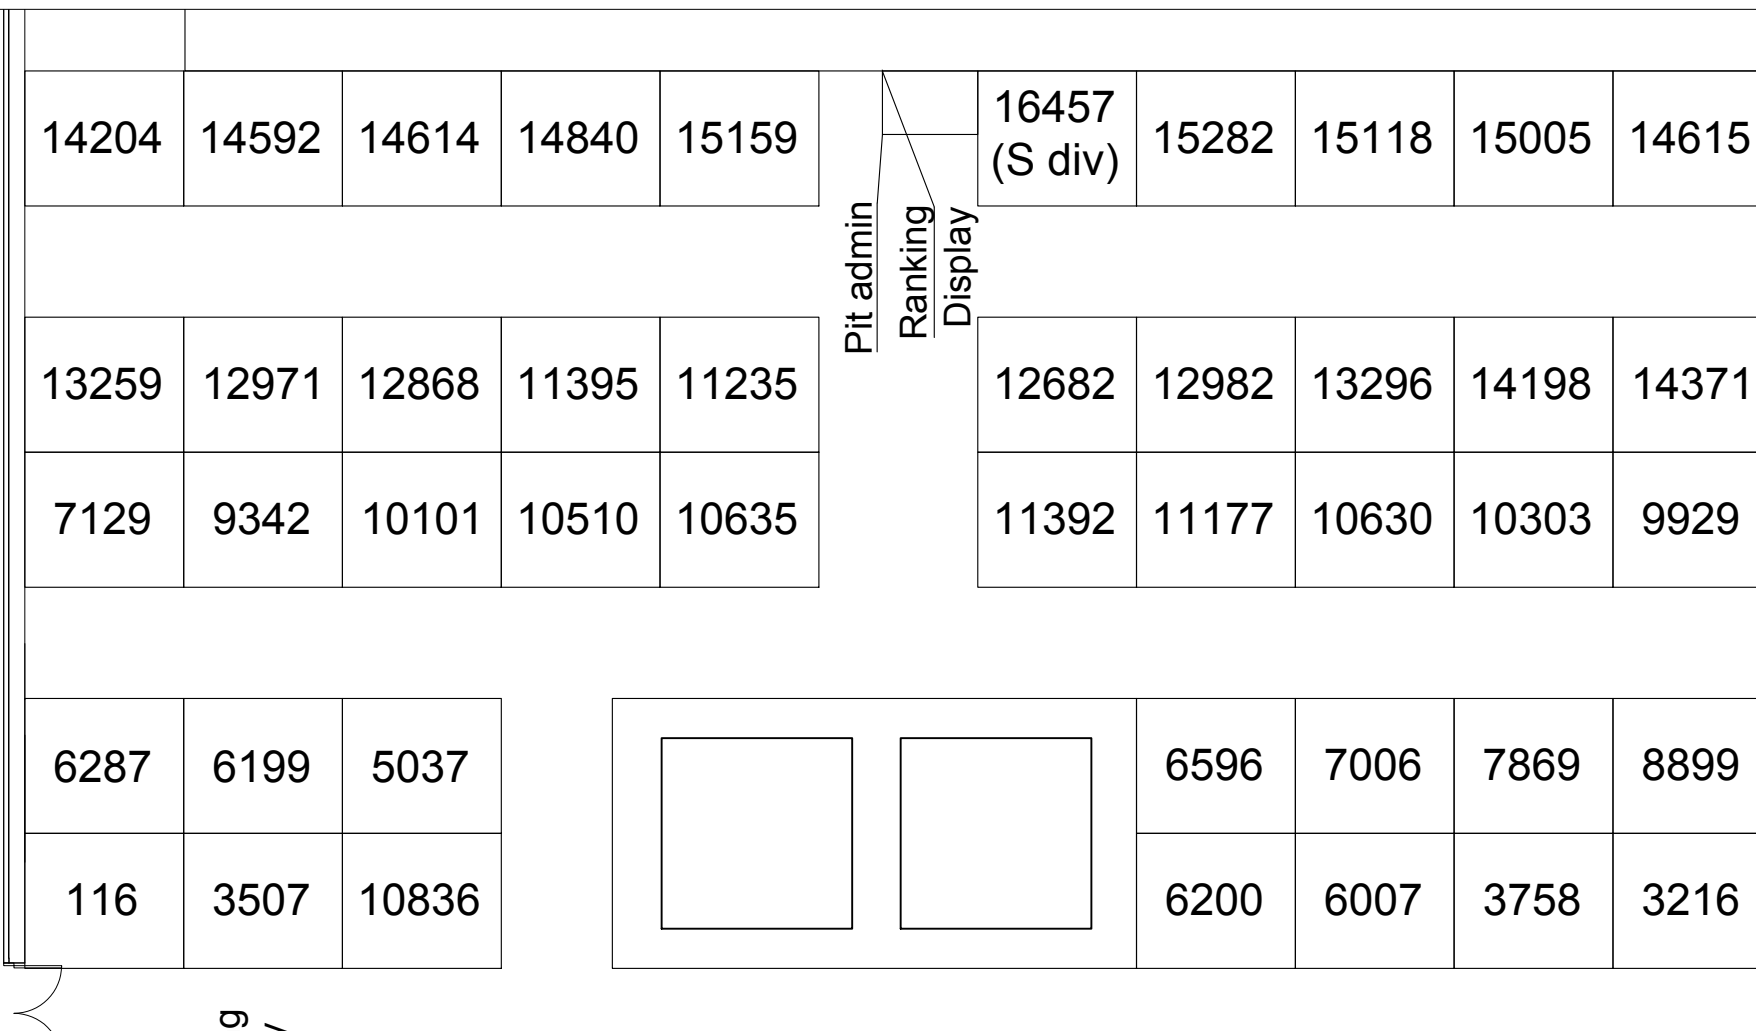 14204 14592 14614 14840 15159 16457 15282 15118 15005 14615
(S div)
Pit admin
Ranking
Display
13259 12971 12868 11395 11235 12682 12982 13296 14198 14371
7129 9342 10101 10510 10635 11392 11177 10630 10303 9929
6287 6199 5037 6596 7006 7869 8899
116 3507 10836 6200 6007 3758 3216